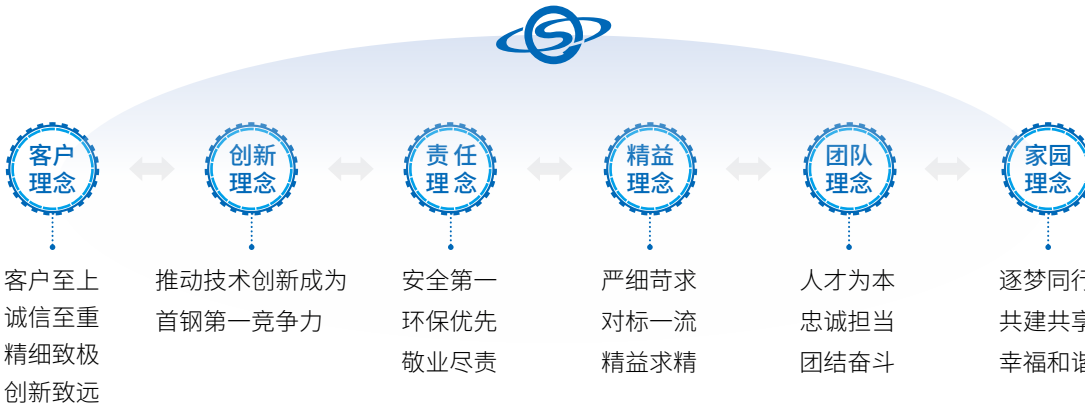 客户
理念
创新
理念
责任
理念
精益
理念
团队
理念
家园
理念
客户至上
诚信至重
精细致极
创新致远
推动技术创新成为
首钢第一竞争力
安全第一
环保优先
敬业尽责
严细苛求
对标一流
精益求精
人才为本
忠诚担当
团结奋斗
逐梦同行
共建共享
幸福和谐